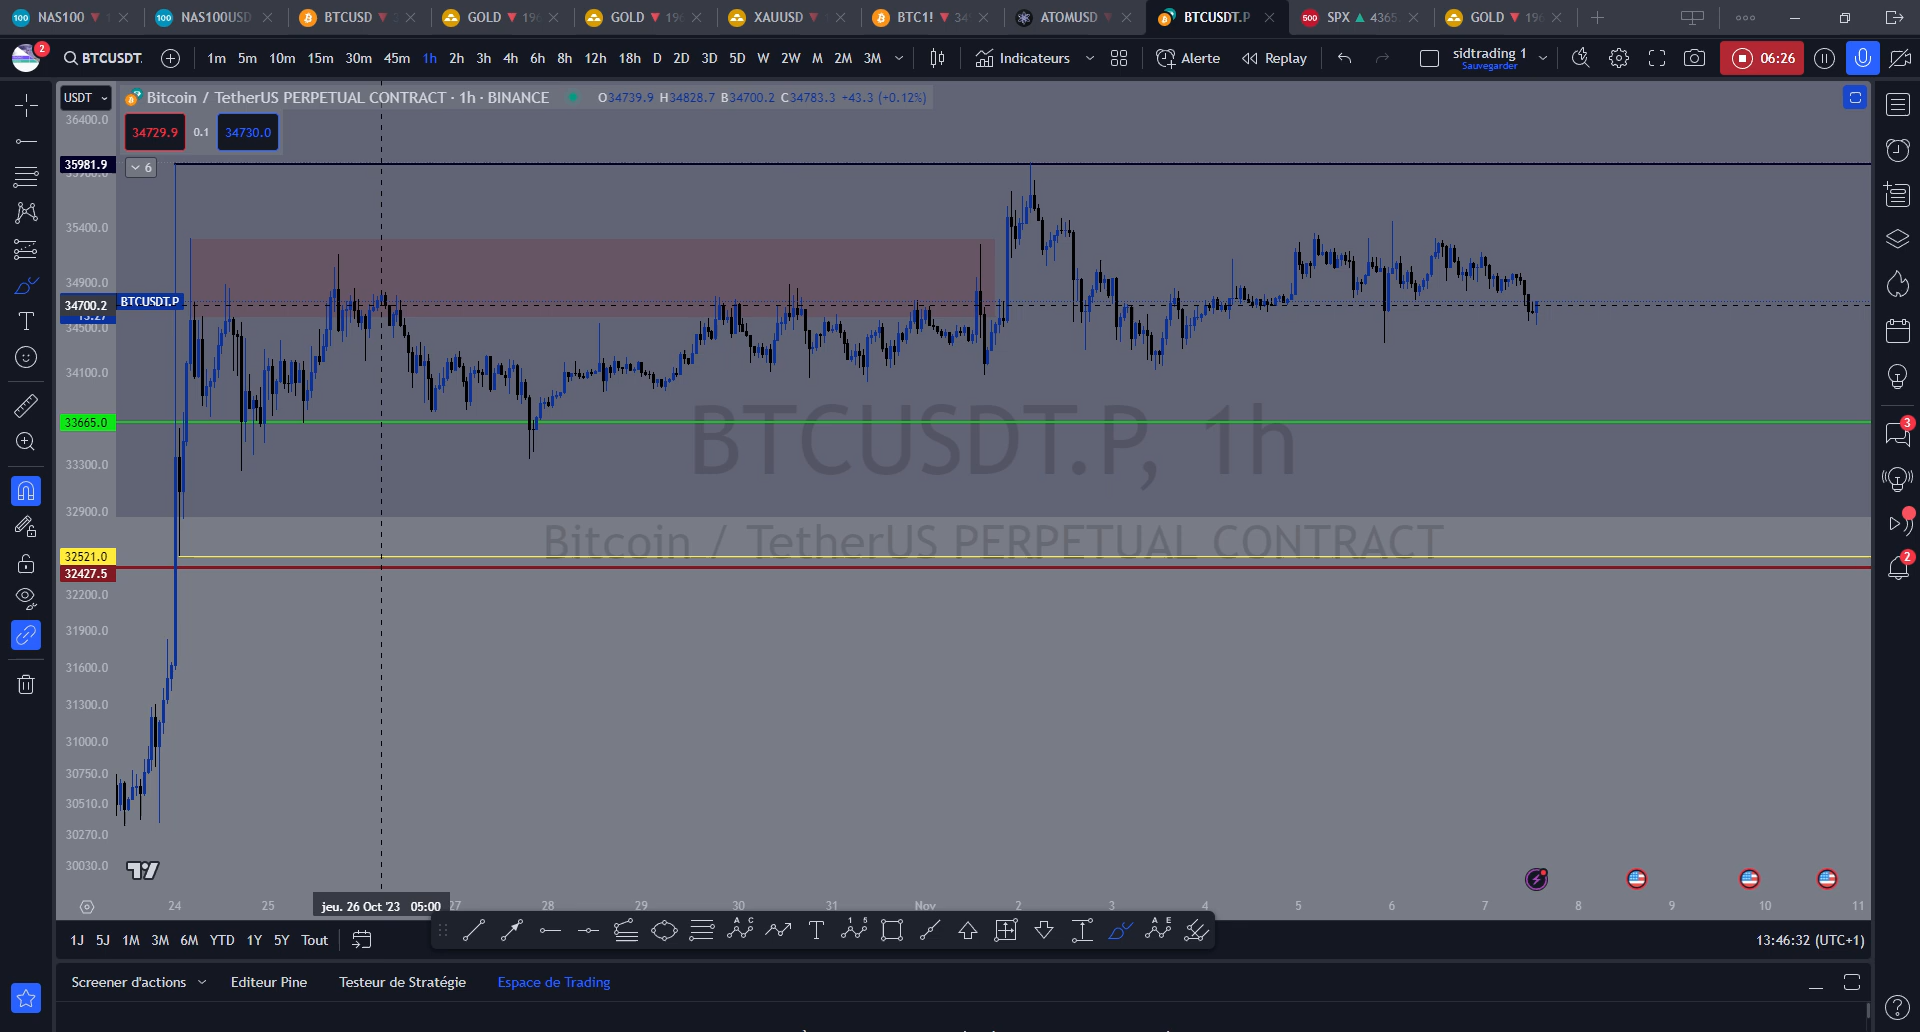 NAS100
NAS100USD
BTCUSD
GOLD
GOLD
XAUUSD
BTC1!
ATOMUSD
BTCUSDT.P
SPX 4365
GOLD
2
BTCUSDT.
1m 5m 10m 15m 30m 45m 1h 2h 3h 4h 6h 8h 12h 18h D 2D 3D 5D W 2W M 2M 3M
Indicateurs
Alerte
Replay
sidtrading 1
Sauvegarder
06:26
USDT
Bitcoin / TetherUS PERPETUAL CONTRACT · 1h · BINANCE
O34739.9 H34828.7 B34700.2 C34783.3 +43.3 (+0.12%)
34729.9 0.1 34730.0
6
36400.0
35981.9
35400.0
34900.0
34700.2
BTCUSDT.P
34500.0
34100.0
33665.0
33300.0
32900.0
32521.0
32427.5
32200.0
31900.0
31600.0
31300.0
31000.0
30750.0
30510.0
30270.0
30030.0
BTCUSDT.P, 1h
Bitcoin / TetherUS PERPETUAL CONTRACT
3
2
24 25 jeu. 26 Oct '23 05:00 27 28 29 30 31 Nov 2 3 4 5 6 7 8 9 10 11
1J 5J 1M 3M 6M YTD 1Y 5Y Tout
13:46:32 (UTC+1)
Screener d'actions
Editeur Pine
Testeur de Stratégie
Espace de Trading